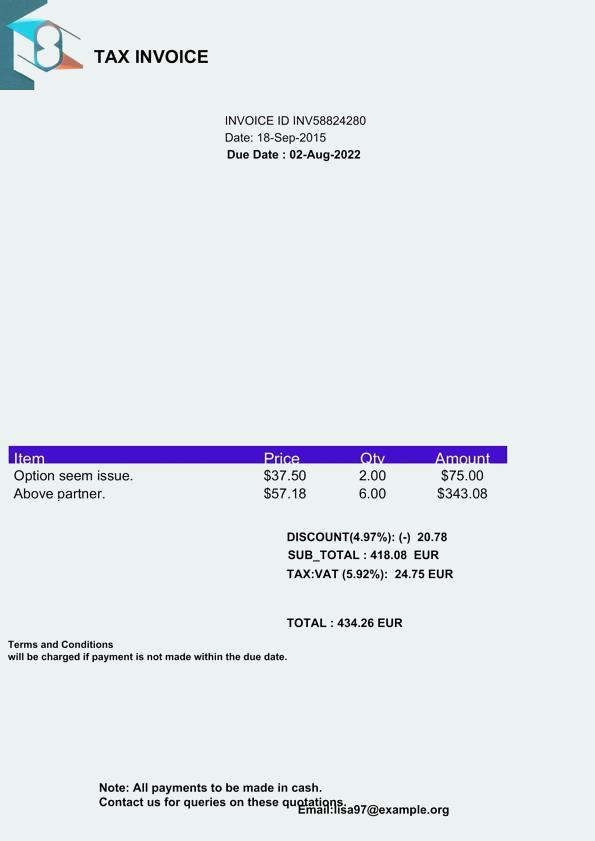 TAX INVOICE
INVOICE ID INV58824280
Date: 18-Sep-2015
Due Date : 02-Aug-2022
Item Price Qty Amount
Option seem issue. $37.50 2.00 $75.00
Above partner. $57.18 6.00 $343.08
DISCOUNT(4.97%): (-) 20.78
SUB_TOTAL : 418.08 EUR
TAX:VAT (5.92%): 24.75 EUR
TOTAL : 434.26 EUR
Terms and Conditions
will be charged if payment is not made within the due date.
Note: All payments to be made in cash.
Contact us for queries on these quotations.
Email:lisa97@example.org